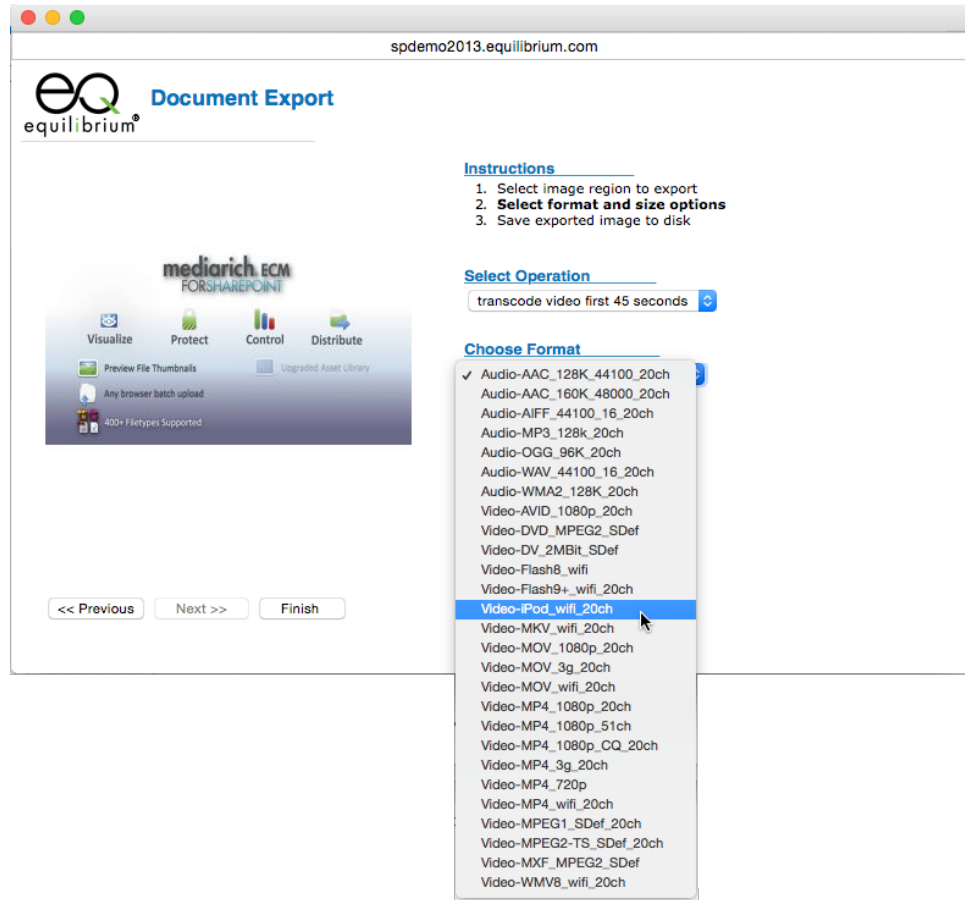 spdemo2013.equilibrium.com
eQ
equilibrium®
Document Export
Instructions
1. Select image region to export
2. Select format and size options
3. Save exported image to disk
mediarich ECM
FORSHAREPOINT
Visualize Protect Control Distribute
Preview File Thumbnails Upgraded Asset Library
Any browser batch upload
400+ Filetypes Supported
Select Operation
transcode video first 45 seconds
Choose Format
✓ Audio-AAC_128K_44100_20ch
Audio-AAC_160K_48000_20ch
Audio-AIFF_44100_16_20ch
Audio-MP3_128k_20ch
Audio-OGG_96K_20ch
Audio-WAV_44100_16_20ch
Audio-WMA2_128K_20ch
Video-AVID_1080p_20ch
Video-DVD_MPEG2_SDef
Video-DV_2MBit_SDef
Video-Flash8_wifi
Video-Flash9+_wifi_20ch
Video-iPod_wifi_20ch
Video-MKV_wifi_20ch
Video-MOV_1080p_20ch
Video-MOV_3g_20ch
Video-MOV_wifi_20ch
Video-MP4_1080p_20ch
Video-MP4_1080p_51ch
Video-MP4_1080p_CQ_20ch
Video-MP4_3g_20ch
Video-MP4_720p
Video-MP4_wifi_20ch
Video-MPEG1_SDef_20ch
Video-MPEG2-TS_SDef_20ch
Video-MXF_MPEG2_SDef
Video-WMV8_wifi_20ch
<< Previous Next >> Finish